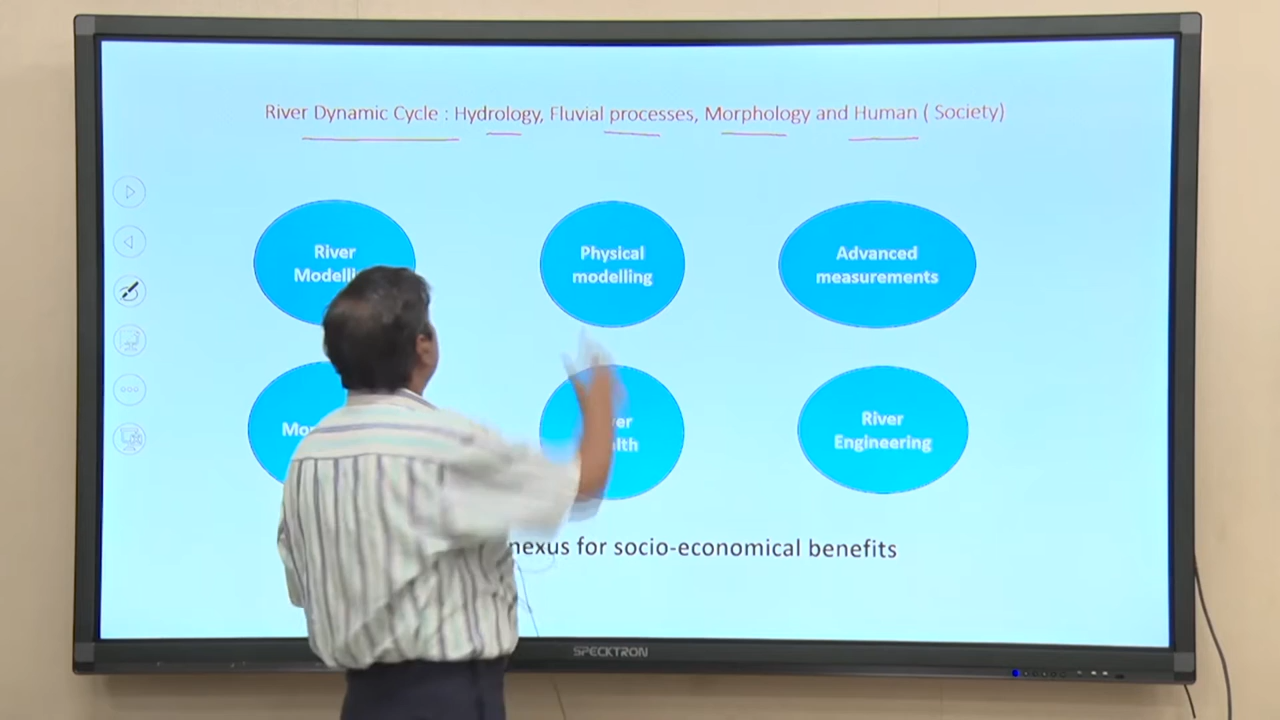 River Dynamic Cycle : Hydrology, Fluvial processes, Morphology and Human ( Society)
River
Physical
modelling
Advanced
measurements
River
Engineering
nexus for socio-economical benefits
SPECKTRON